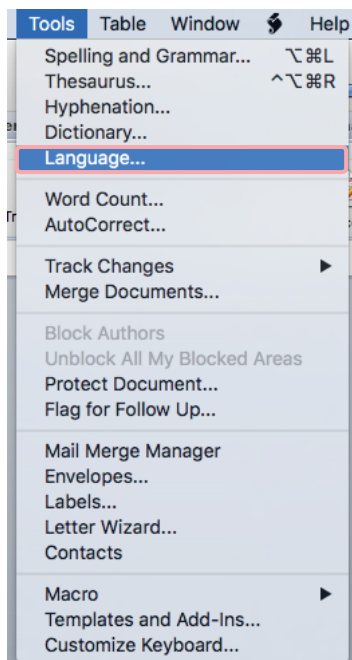 Tools Table Window Help
Spelling and Grammar... ⌥⌘L
Thesaurus... ^⌥⌘R
Hyphenation...
Dictionary...
Language...
Word Count...
AutoCorrect...
Track Changes ▶
Merge Documents...
Block Authors
Unblock All My Blocked Areas
Protect Document...
Flag for Follow Up...
Mail Merge Manager
Envelopes...
Labels...
Letter Wizard...
Contacts
Macro ▶
Templates and Add-Ins...
Customize Keyboard...